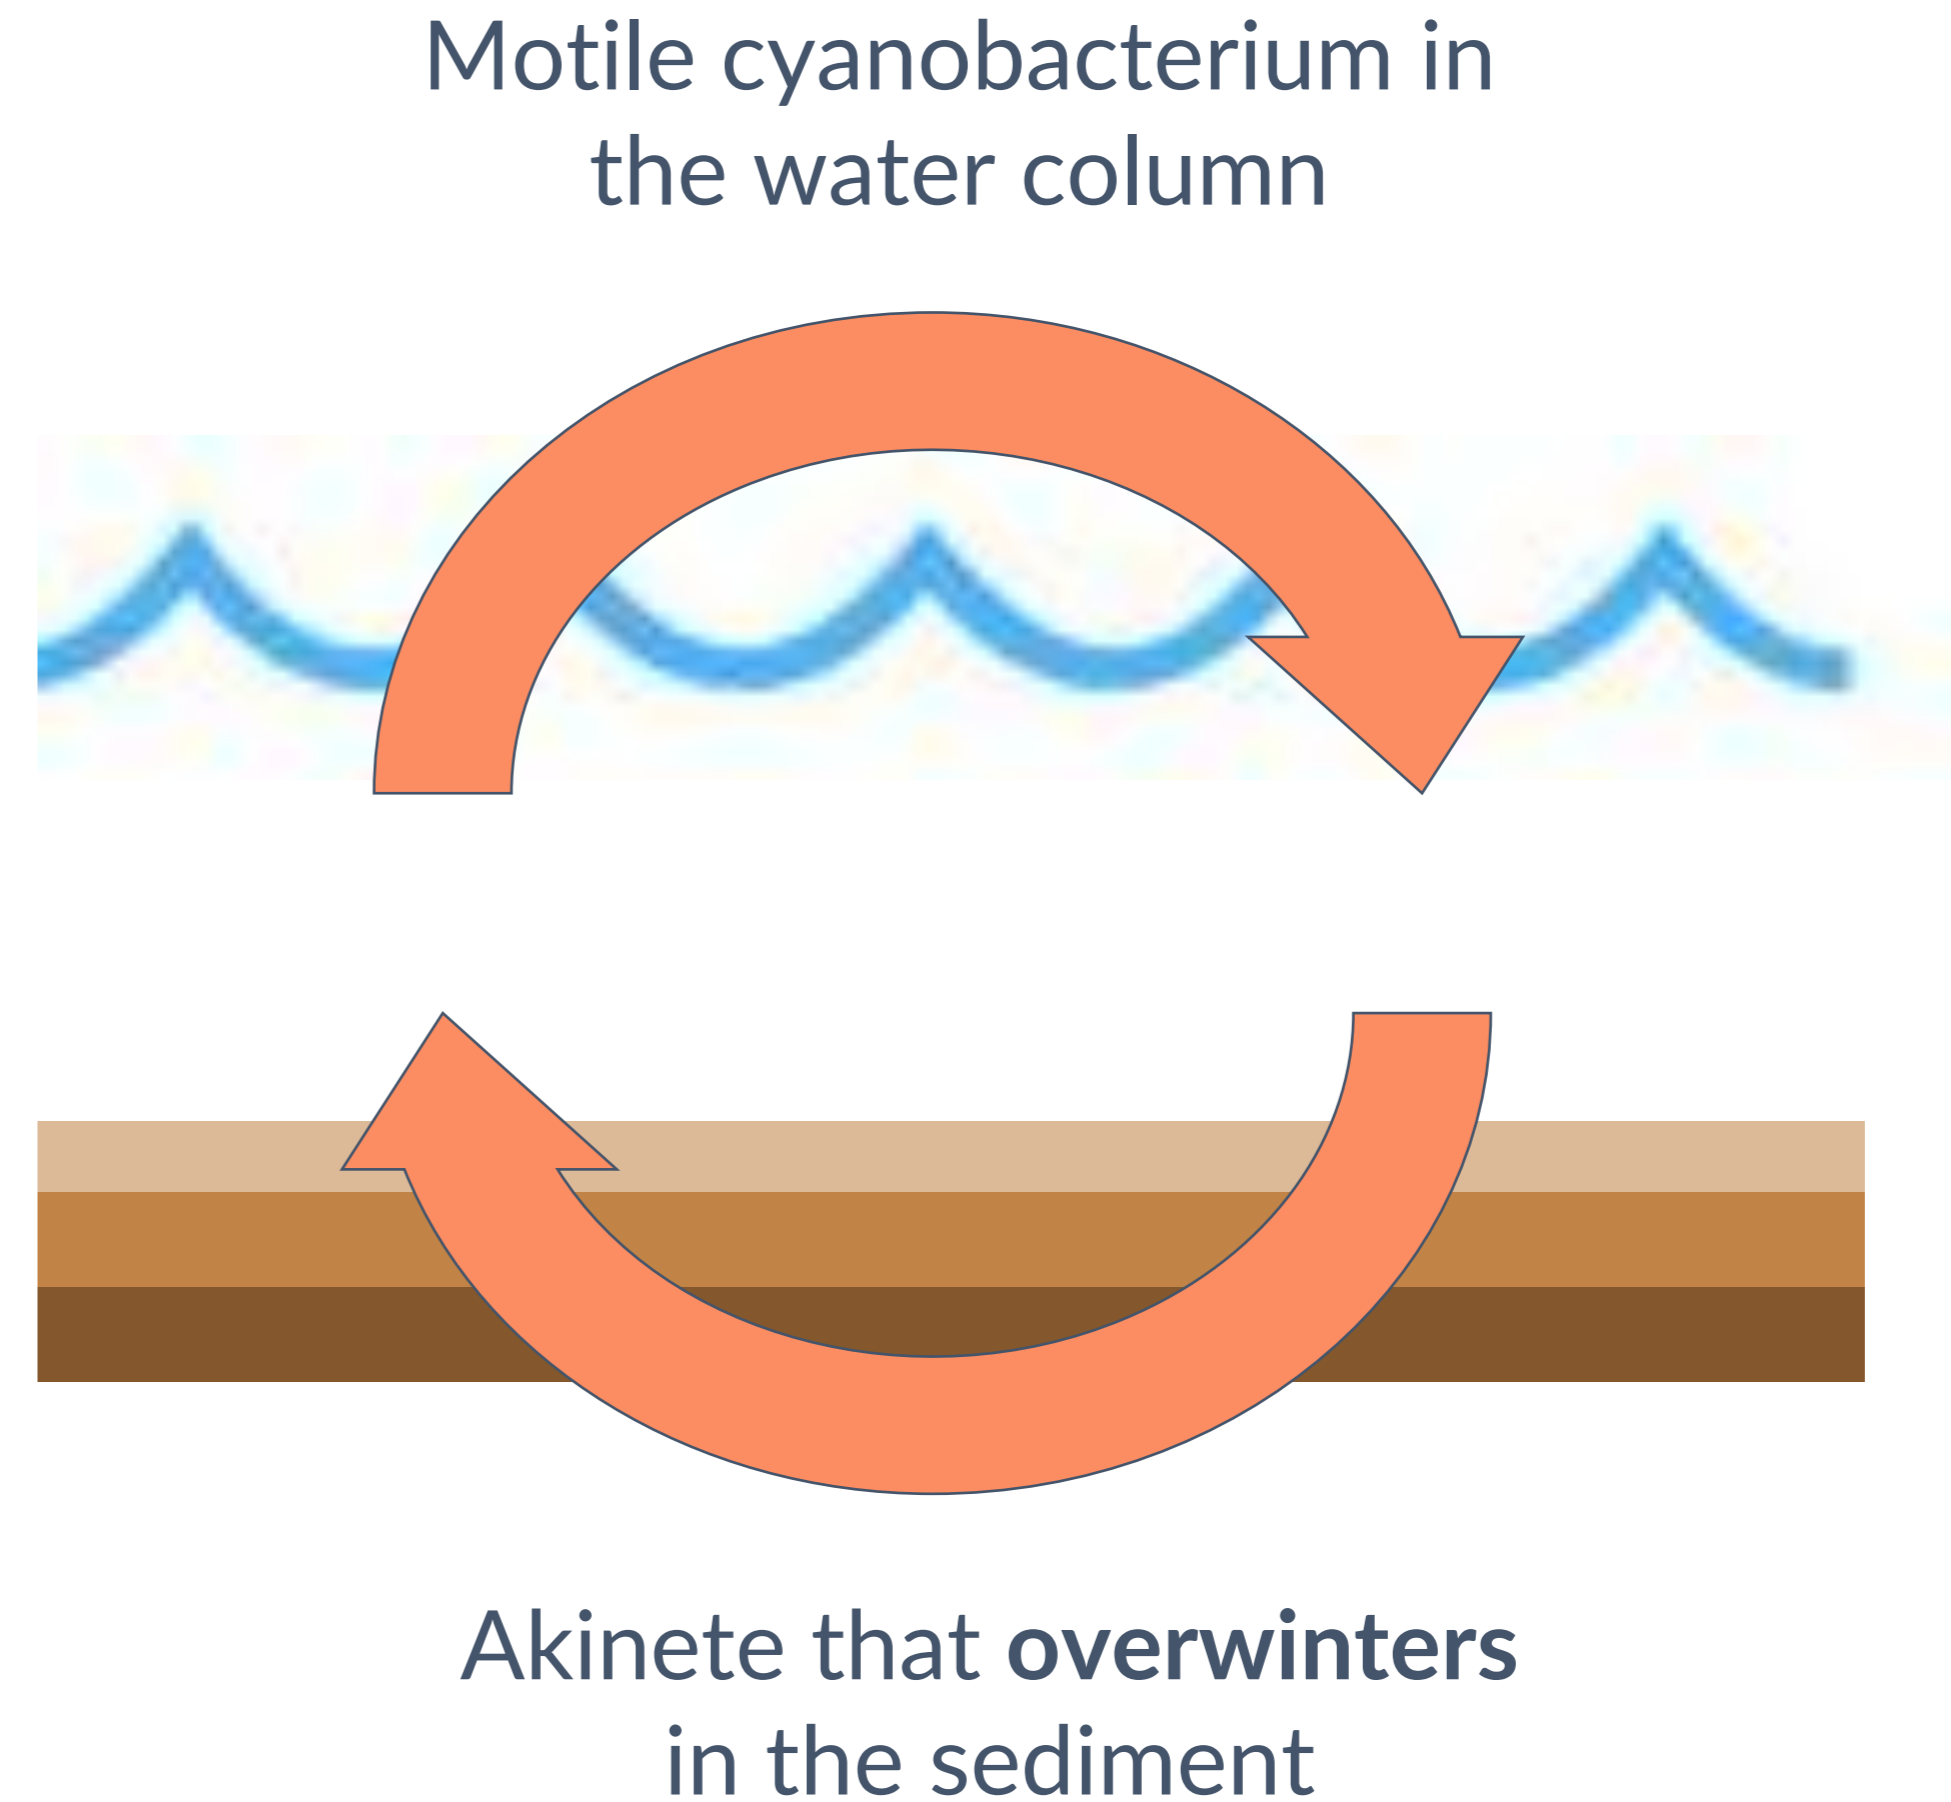 Motile cyanobacterium in
the water column
Akinete that overwinters
in the sediment